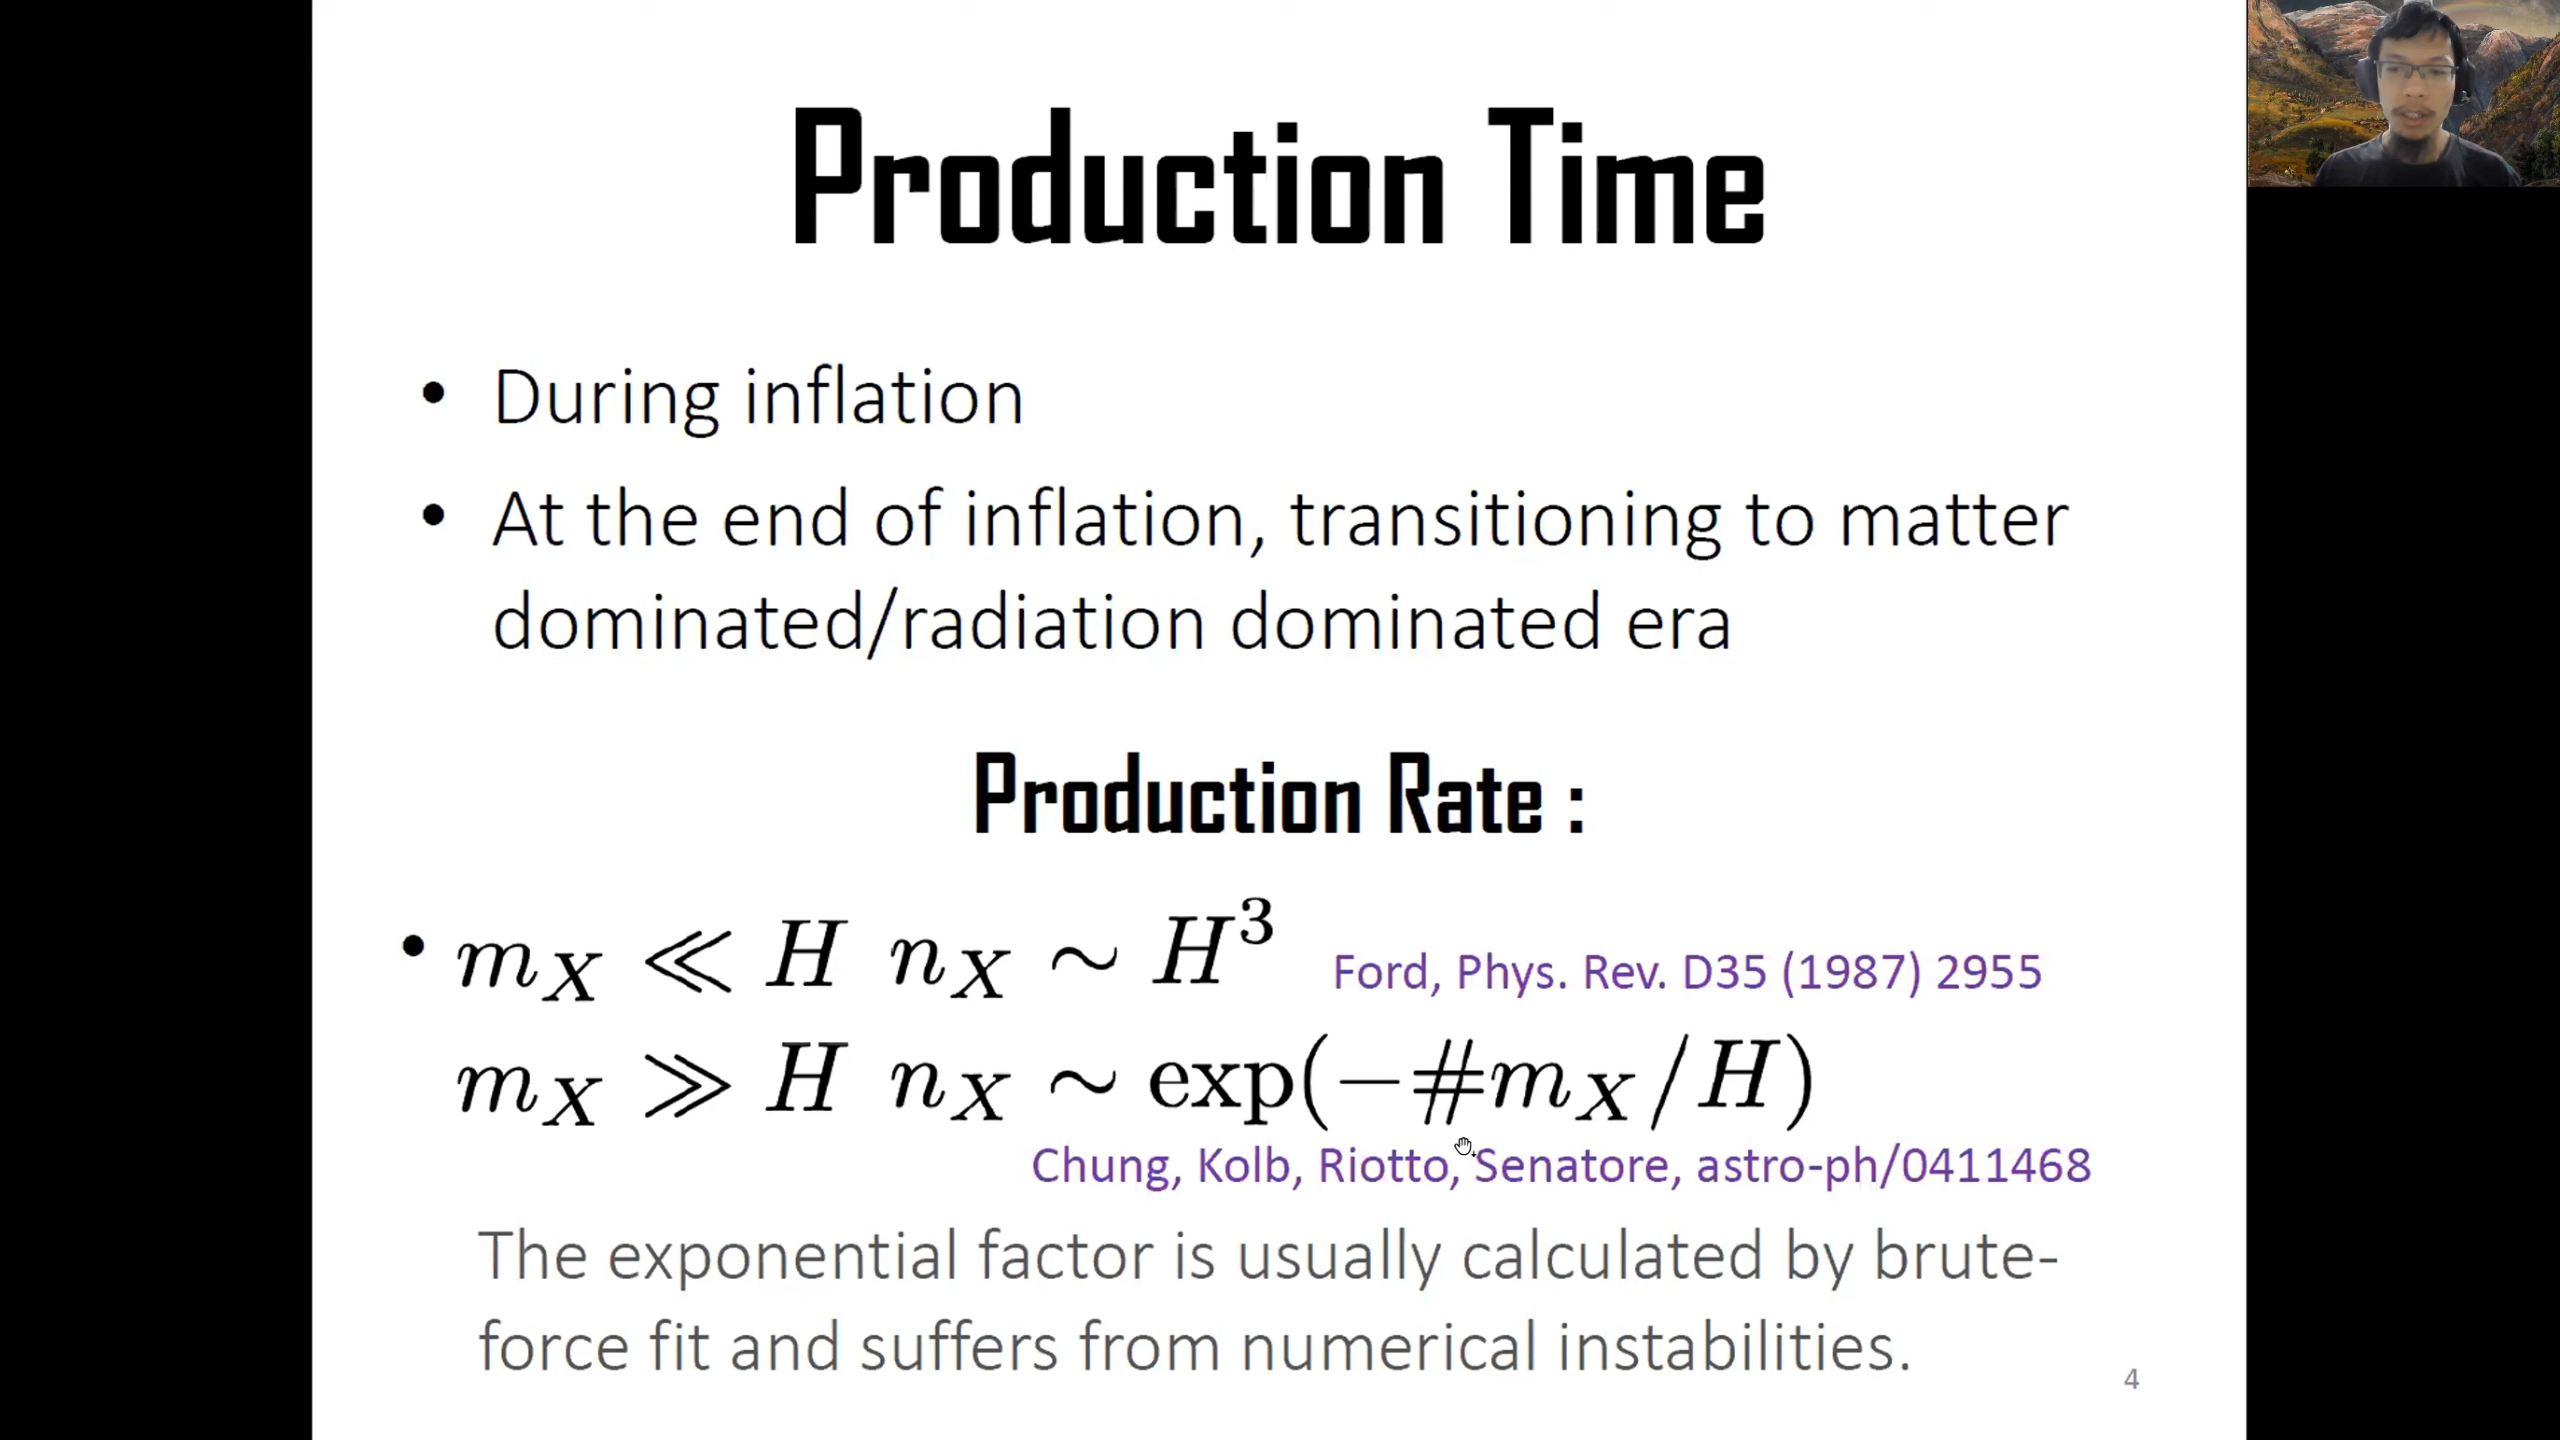 Production Time
• During inflation
• At the end of inflation, transitioning to matter
dominated/radiation dominated era
Production Rate :
• m_X ≪ H n_X ∼ H^3 Ford, Phys. Rev. D35 (1987) 2955
m_X ≫ H n_X ∼ exp(−#m_X/H)
Chung, Kolb, Riotto, Senatore, astro-ph/0411468
The exponential factor is usually calculated by brute-
force fit and suffers from numerical instabilities.
4